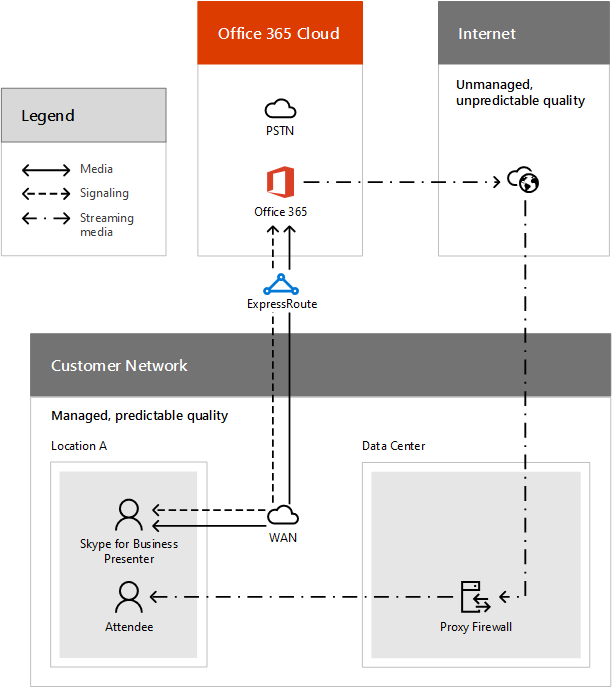 Office 365 Cloud
Internet
Unmanaged,
unpredictable quality
Legend
Media
Signaling
Streaming
media
PSTN
Office 365
ExpressRoute
Customer Network
Managed, predictable quality
Location A
Data Center
Skype for Business
Presenter
WAN
Attendee
Proxy Firewall